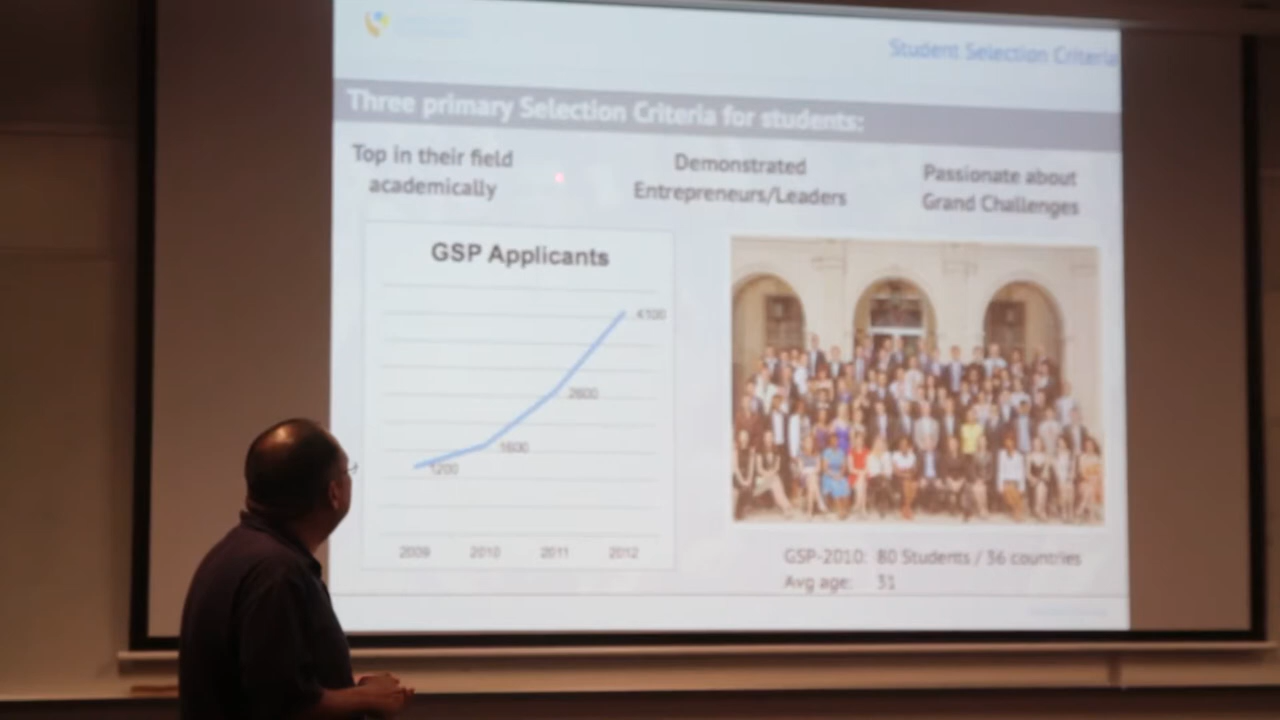 Student Selection Criteria
Three primary Selection Criteria for students:
Top in their field
academically
Demonstrated
Entrepreneurs/Leaders
Passionate about
Grand Challenges
GSP Applicants
4100
2600
1600
1200
2009 2010 2011 2012
GSP-2010: 80 Students / 36 countries
Avg age: 31